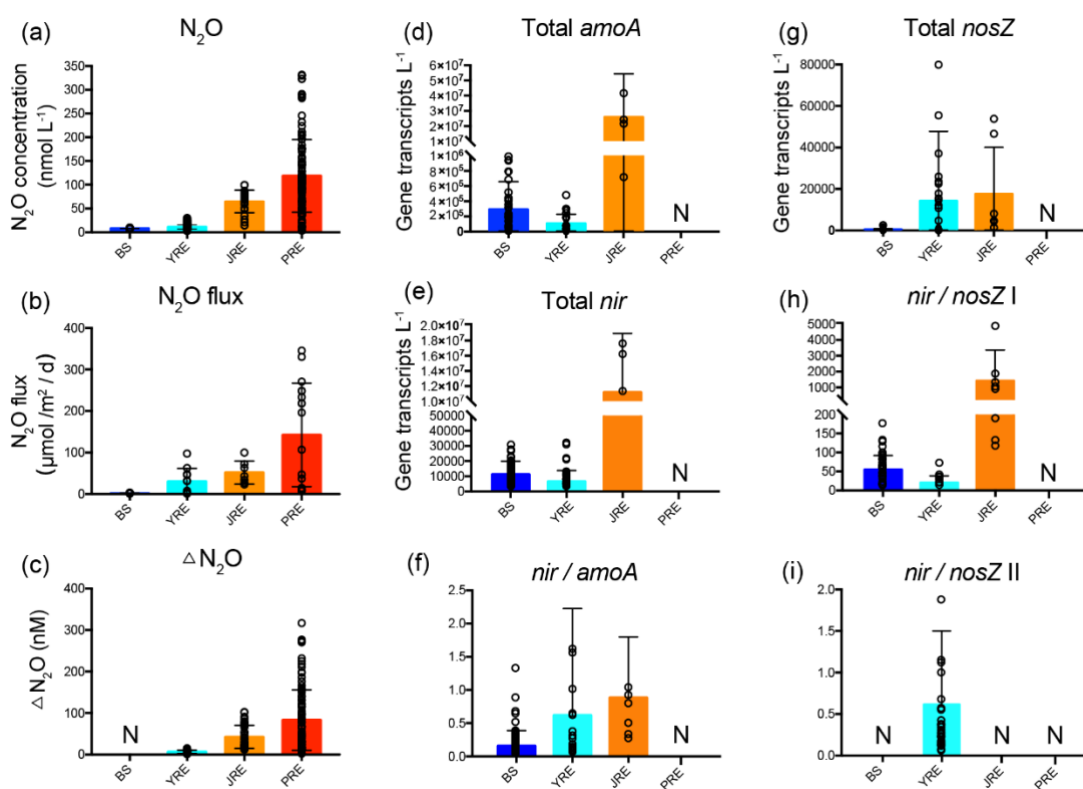 (a)
N₂O
N₂O concentration
(nmol L⁻¹)
350
300
250
200
150
100
50
0
BS YRE JRE PRE
(d)
Total amoA
Gene transcripts L⁻¹
6×10⁷
5×10⁷
4×10⁷
3×10⁷
2×10⁷
1×10⁷
1×10⁶
0
N
BS YRE JRE PRE
(g)
Total nosZ
Gene transcripts L⁻¹
80000
60000
40000
20000
0
N
BS YRE JRE PRE
(b)
N₂O flux
N₂O flux
(μmol /m² / d)
400
300
200
100
0
BS YRE JRE PRE
(e)
Total nir
Gene transcripts L⁻¹
2.0×10⁷
1.8×10⁷
1.6×10⁷
1.4×10⁷
1.2×10⁷
1.0×10⁷
50000
40000
30000
20000
10000
0
N
BS YRE JRE PRE
(h)
nir / nosZ I
5000
4000
3000
2000
1000
200
150
100
50
0
N
BS YRE JRE PRE
(c)
△N₂O
△N₂O (nM)
400
300
200
100
0
N
BS YRE JRE PRE
(f)
nir / amoA
2.5
2.0
1.5
1.0
0.5
0.0
N
BS YRE JRE PRE
(i)
nir / nosZ II
2.0
1.5
1.0
0.5
0.0
N N N
BS YRE JRE PRE